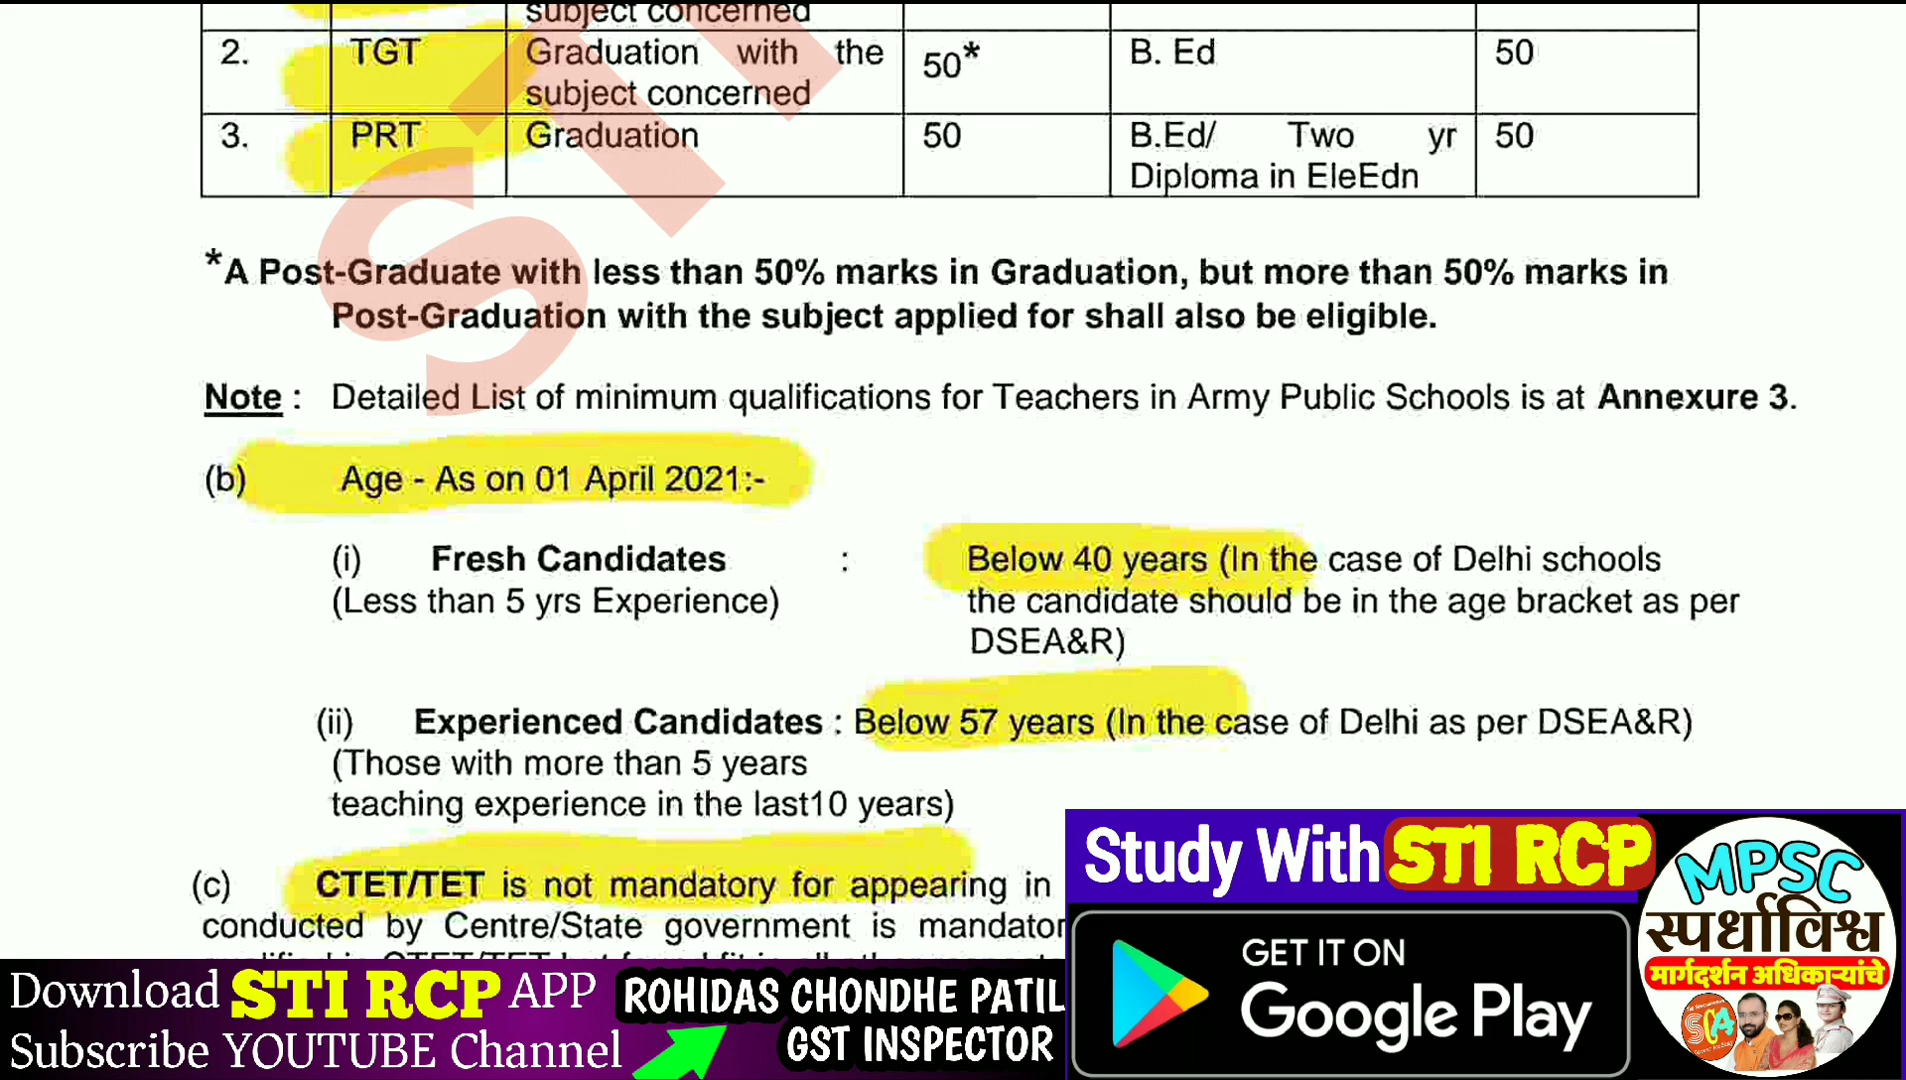 subject concerned
2. TGT Graduation with the 50* B. Ed 50
subject concerned
3. PRT Graduation 50 B.Ed/ Two yr 50
Diploma in EleEdn
*A Post-Graduate with less than 50% marks in Graduation, but more than 50% marks in
Post-Graduation with the subject applied for shall also be eligible.
Note : Detailed List of minimum qualifications for Teachers in Army Public Schools is at Annexure 3.
(b) Age - As on 01 April 2021:-
(i) Fresh Candidates : Below 40 years (In the case of Delhi schools
(Less than 5 yrs Experience) the candidate should be in the age bracket as per
DSEA&R)
(ii) Experienced Candidates : Below 57 years (In the case of Delhi as per DSEA&R)
(Those with more than 5 years
teaching experience in the last10 years)
(c) CTET/TET is not mandatory for appearing in
conducted by Centre/State government is mandator
STI
Study With STI RCP
GET IT ON
Google Play
MPSC
स्पर्धाविश्व
मार्गदर्शन अधिकाऱ्यांचे
SCA
Download STI RCP APP
Subscribe YOUTUBE Channel
ROHIDAS CHONDHE PATIL
GST INSPECTOR